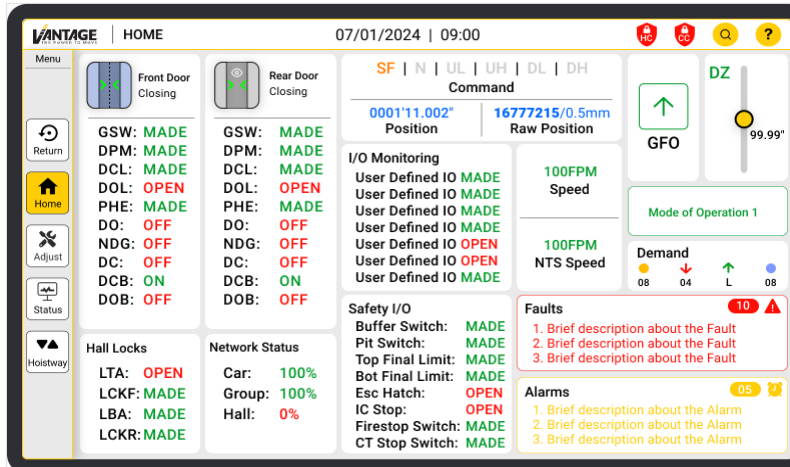 VANTAGE
THE POWER TO MOVE
HOME
07/01/2024 | 09:00
HC
CC
?
Menu
Return
Home
Adjust
Status
Hoistway
Front Door
Closing
GSW: MADE
DPM: MADE
DCL: MADE
DOL: OPEN
PHE: MADE
DO: OFF
NDG: OFF
DC: OFF
DCB: ON
DOB: OFF
Rear Door
Closing
GSW: MADE
DPM: MADE
DCL: MADE
DOL: OPEN
PHE: MADE
DO: OFF
NDG: OFF
DC: OFF
DCB: ON
DOB: OFF
Hall Locks
LTA: OPEN
LCKF: MADE
LBA: MADE
LCKR: MADE
Network Status
Car: 100%
Group: 100%
Hall: 0%
SF | N | UL | UH | DL | DH
Command
0001'11.002"
Position
16777215/0.5mm
Raw Position
I/O Monitoring
User Defined IO MADE
User Defined IO MADE
User Defined IO MADE
User Defined IO MADE
User Defined IO OPEN
User Defined IO OPEN
User Defined IO MADE
100FPM
Speed
100FPM
NTS Speed
Safety I/O
Buffer Switch: MADE
Pit Switch: MADE
Top Final Limit: MADE
Bot Final Limit: MADE
Esc Hatch: OPEN
IC Stop: OPEN
Firestop Switch: MADE
CT Stop Switch: MADE
GFO
DZ
99.99"
Mode of Operation 1
Demand
08 04 L 08
Faults 10
1. Brief description about the Fault
2. Brief description about the Fault
3. Brief description about the Fault
Alarms 05
1. Brief description about the Alarm
2. Brief description about the Alarm
3. Brief description about the Alarm